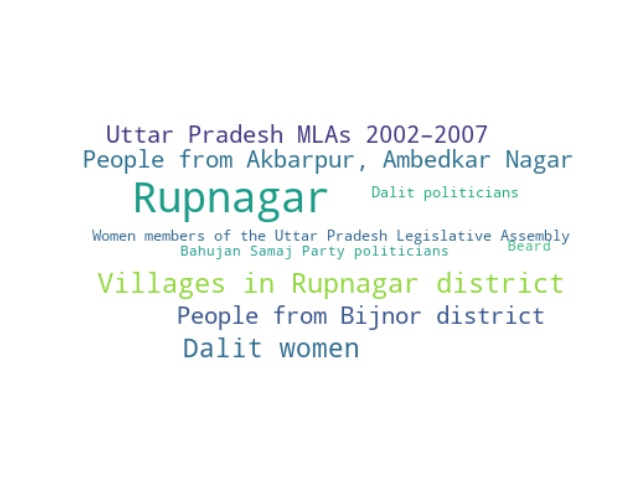 Uttar Pradesh MLAs 2002–2007
People from Akbarpur, Ambedkar Nagar
Rupnagar
Dalit politicians
Women members of the Uttar Pradesh Legislative Assembly
Beard
Bahujan Samaj Party politicians
Villages in Rupnagar district
People from Bijnor district
Dalit women